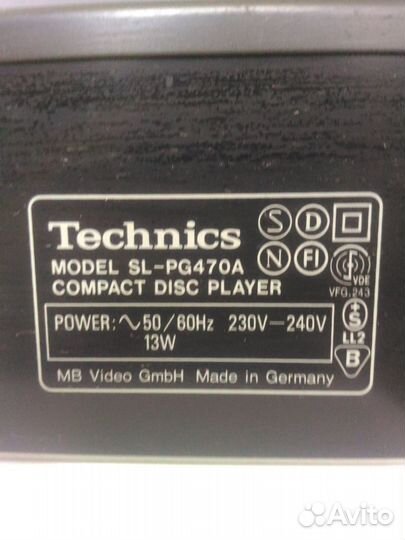 Technics
S D
N FI
MODEL SL-PG470A
COMPACT DISC PLAYER
VDE
VFG.243
POWER: ∿50/60Hz 230V—240V
13W
+S
LL2
B
MB Video GmbH Made in Germany
Avito